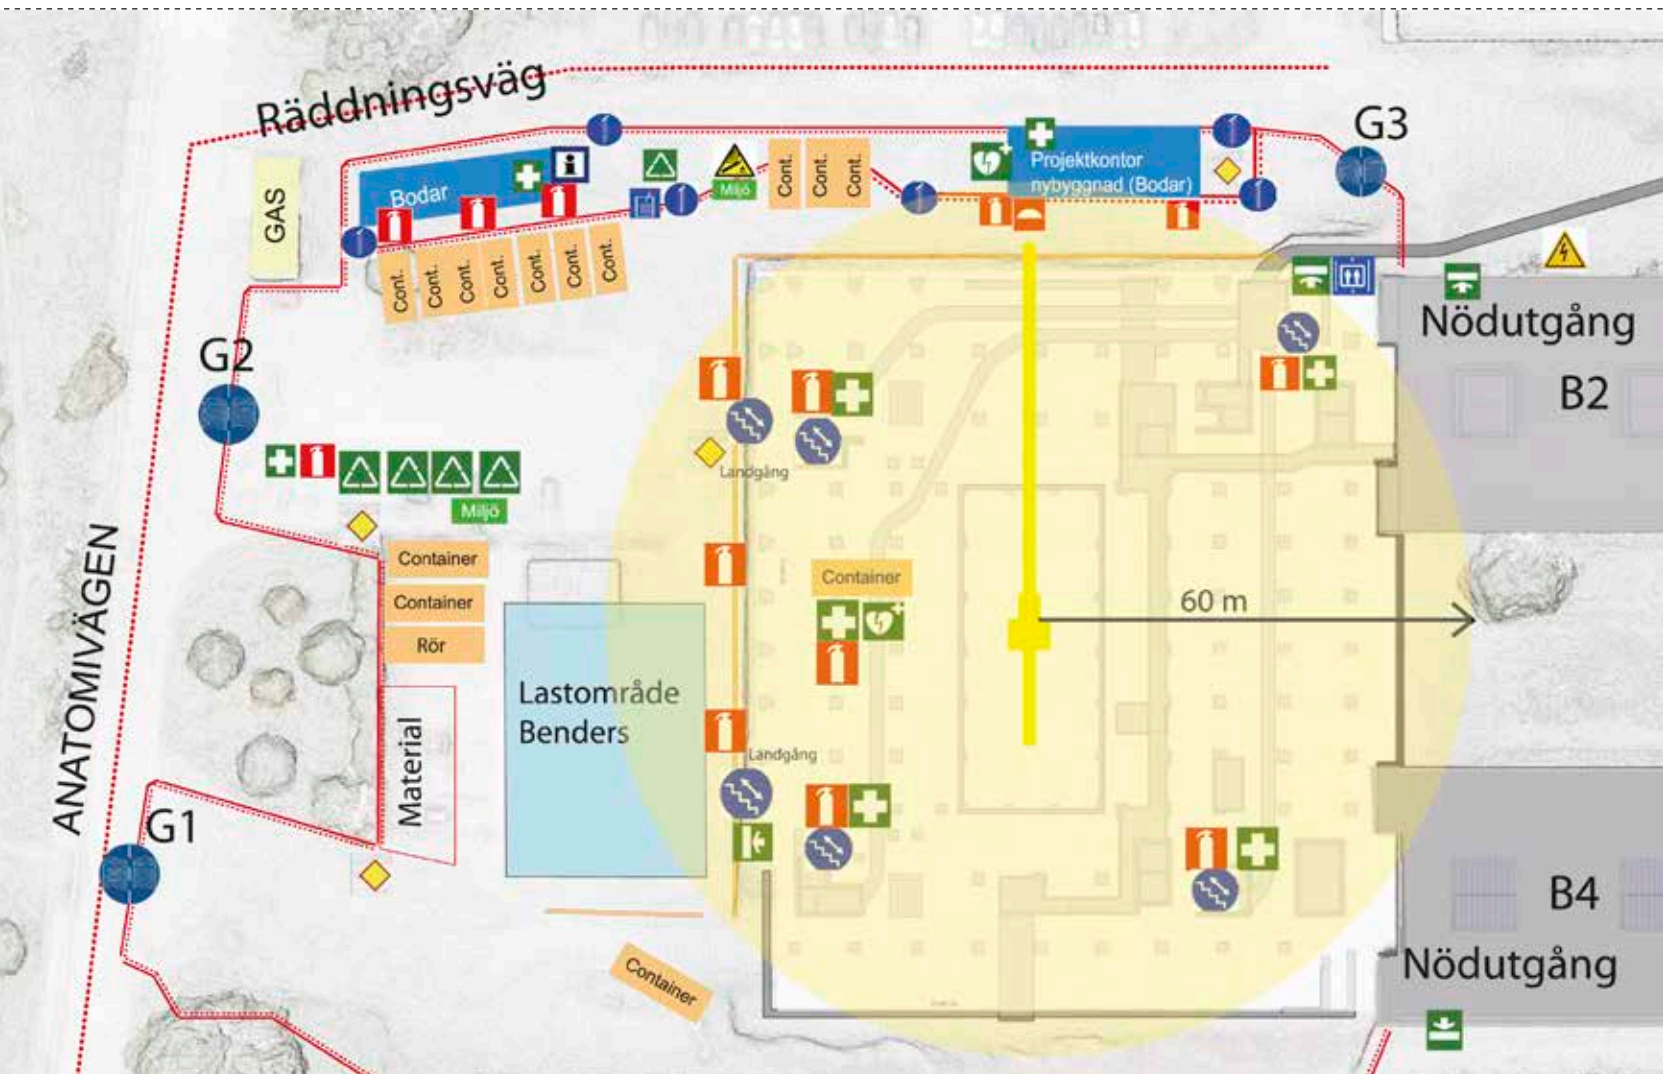 Räddningsväg
G3
GAS
Bodar
Miljö
Cont.
Cont.
Cont.
Projektkontor
nybyggnad (Bodar)
Cont.
Cont.
Cont.
Cont.
Cont.
Cont.
Cont.
Nödutgång
G2
B2
Landgång
Miljö
ANATOMIVÄGEN
Container
Container
Rör
Container
60 m
Lastområde
Benders
Material
Landgång
G1
B4
Nödutgång
Container